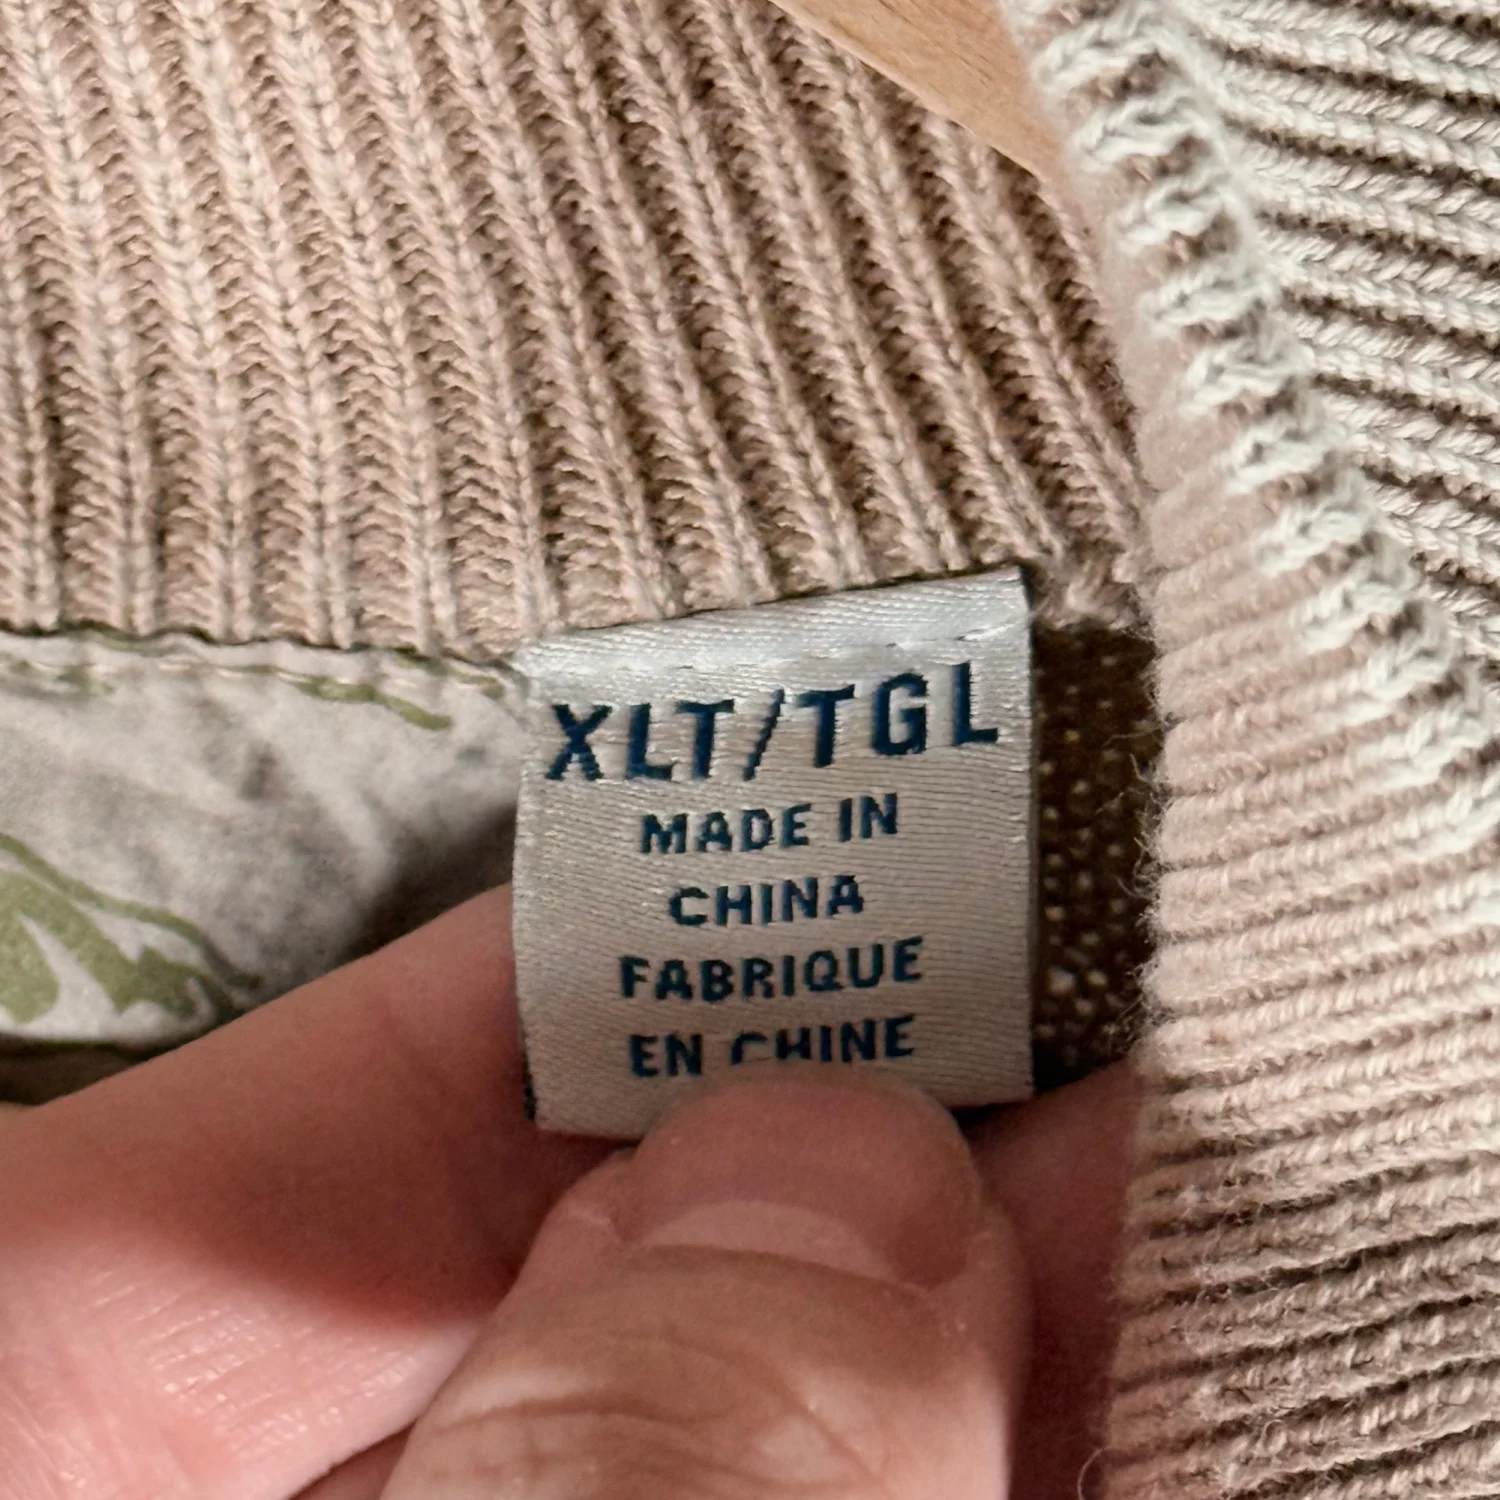 XLT/TGL
MADE IN
CHINA
FABRIQUE
EN CHINE